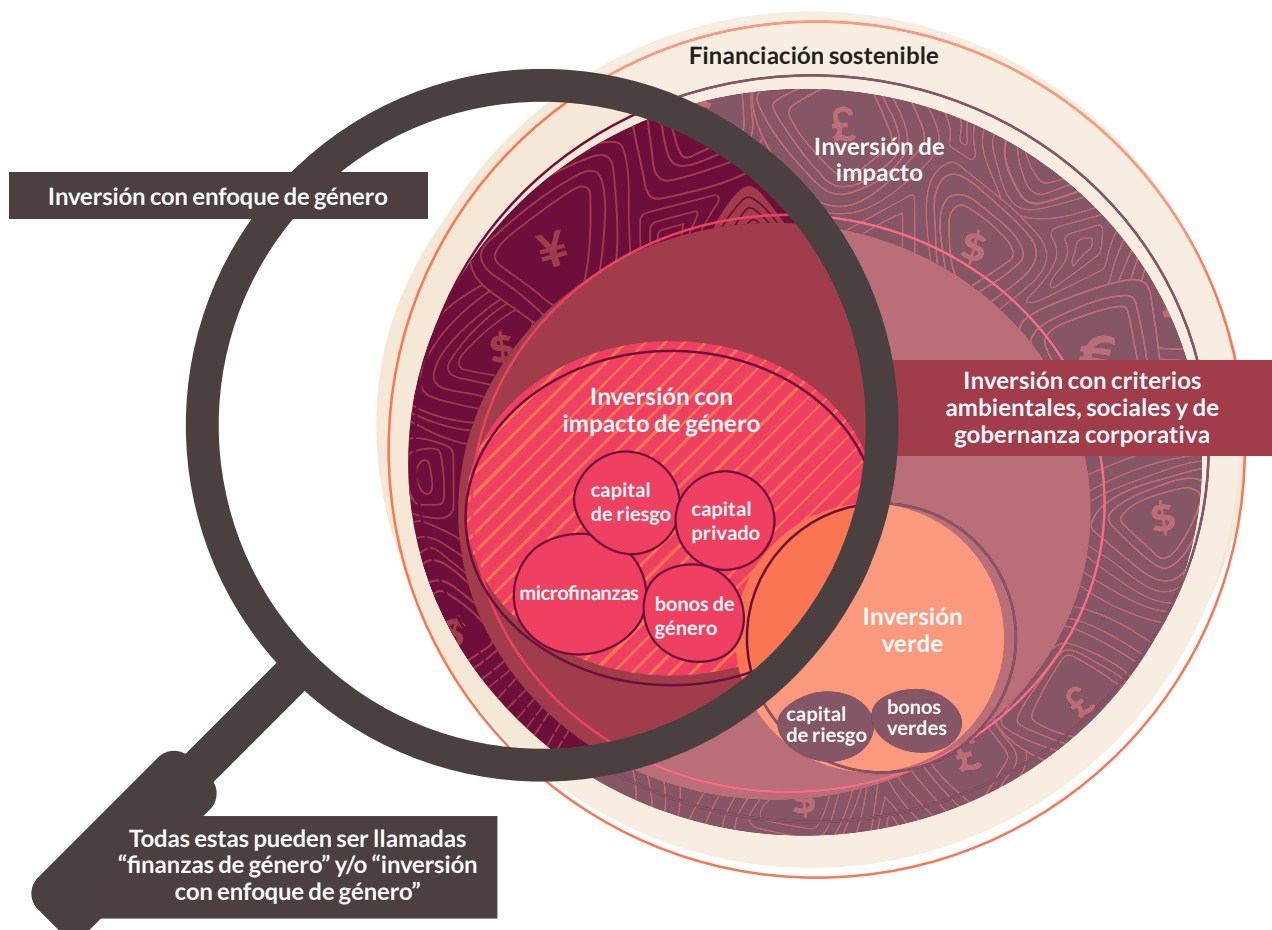 Financiación sostenible
Inversión de
impacto
Inversión con enfoque de género
¥
£
$
$
€
Inversión con criterios
ambientales, sociales y de
gobernanza corporativa
Inversión con
impacto de género
capital
de riesgo
capital
privado
$
microfinanzas
bonos de
género
Inversión
verde
$
capital
de riesgo
bonos
verdes
£
£
$
Todas estas pueden ser llamadas
“finanzas de género” y/o “inversión
con enfoque de género”